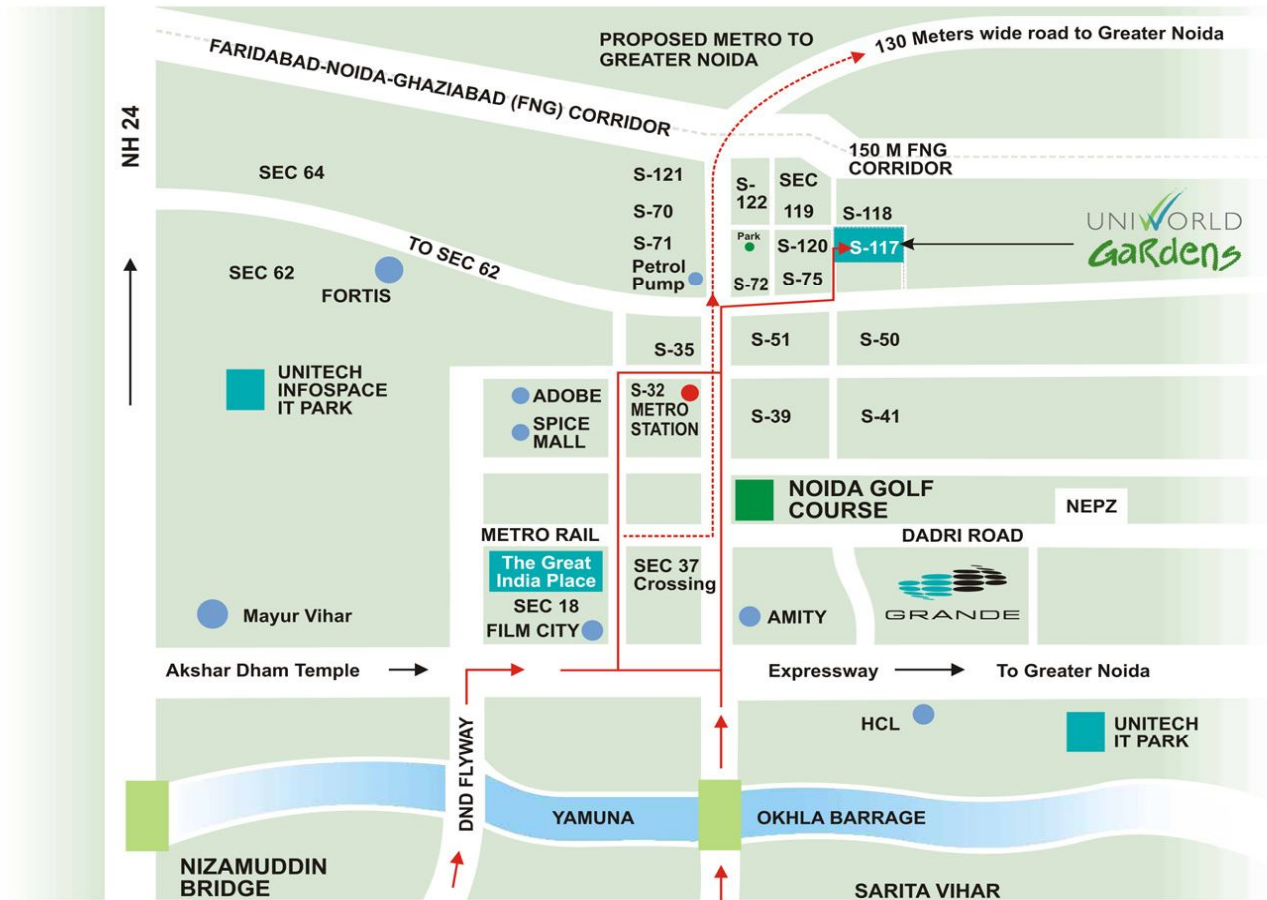 PROPOSED METRO TO
GREATER NOIDA
130 Meters wide road to Greater Noida
FARIDABAD-NOIDA-GHAZIABAD (FNG) CORRIDOR
NH 24
150 M FNG
CORRIDOR
SEC 64
S-121
S-
122
SEC
119
S-70
S-118
UNIWORLD
GARdENs
TO SEC 62
S-71
Park
S-120
S-117
SEC 62
Petrol
Pump
S-72
S-75
FORTIS
S-35
S-51
S-50
UNITECH
INFOSPACE
IT PARK
ADOBE
SPICE
MALL
S-32
METRO
STATION
S-39
S-41
NOIDA GOLF
COURSE
NEPZ
METRO RAIL
DADRI ROAD
The Great
India Place
SEC 37
Crossing
SEC 18
FILM CITY
GRANDE
Mayur Vihar
AMITY
Akshar Dham Temple
Expressway
To Greater Noida
HCL
UNITECH
IT PARK
DND FLYWAY
YAMUNA
OKHLA BARRAGE
NIZAMUDDIN
BRIDGE
SARITA VIHAR